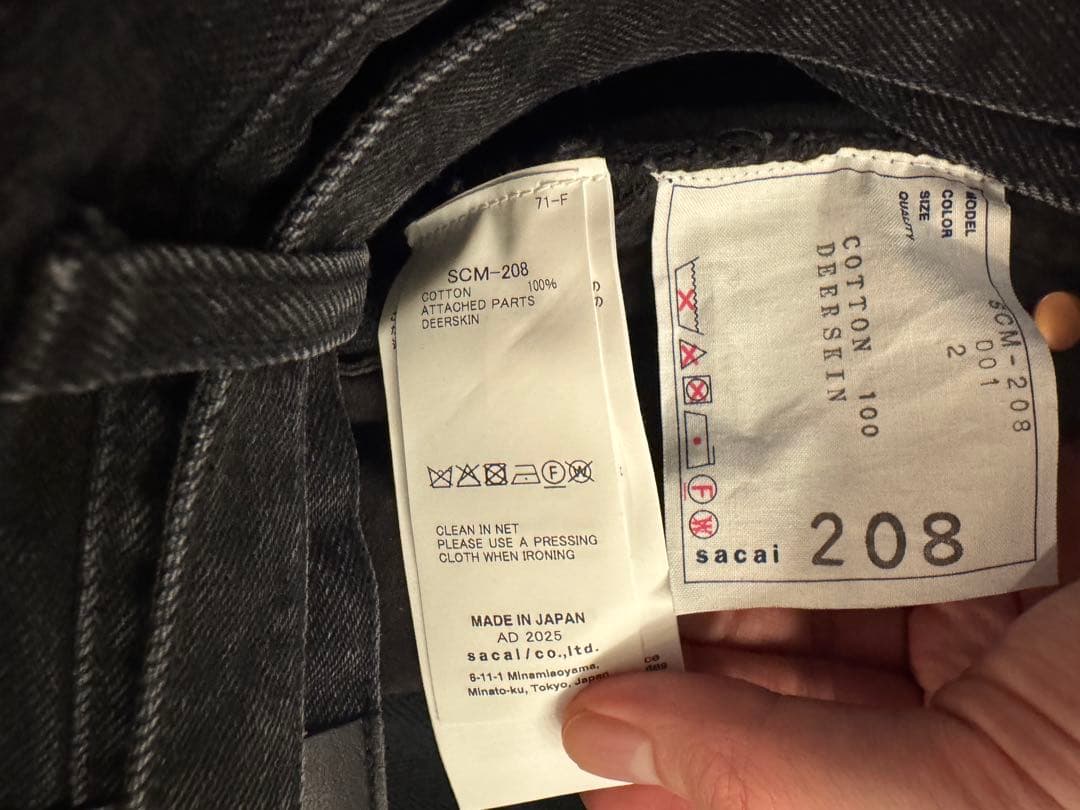 71-F
SCM-208
COTTON 100%
ATTACHED PARTS
DEERSKIN
CLEAN IN NET
PLEASE USE A PRESSING
CLOTH WHEN IRONING
MADE IN JAPAN
AD 2025
sacai/co.,ltd.
6-11-1 Minamiaoyama,
Minato-ku, Tokyo, Japan
MODEL SCM-208
COLOR 001
SIZE 2
QUALITY
COTTON 100
DEERSKIN
F
W
F
W
sacai 208